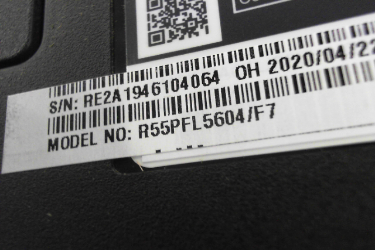 S/N: RE2A1946104064 OH 2020/04/22
MODEL NO: R55PFL5604/F7